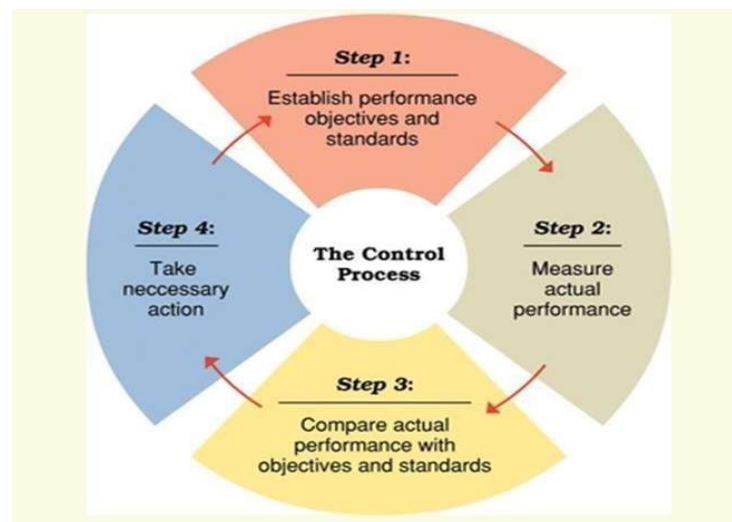 Step 1:
Establish performance
objectives and
standards
Step 2:
Measure
actual
performance
Step 3:
Compare actual
performance with
objectives and standards
Step 4:
Take
neccessary
action
The Control
Process